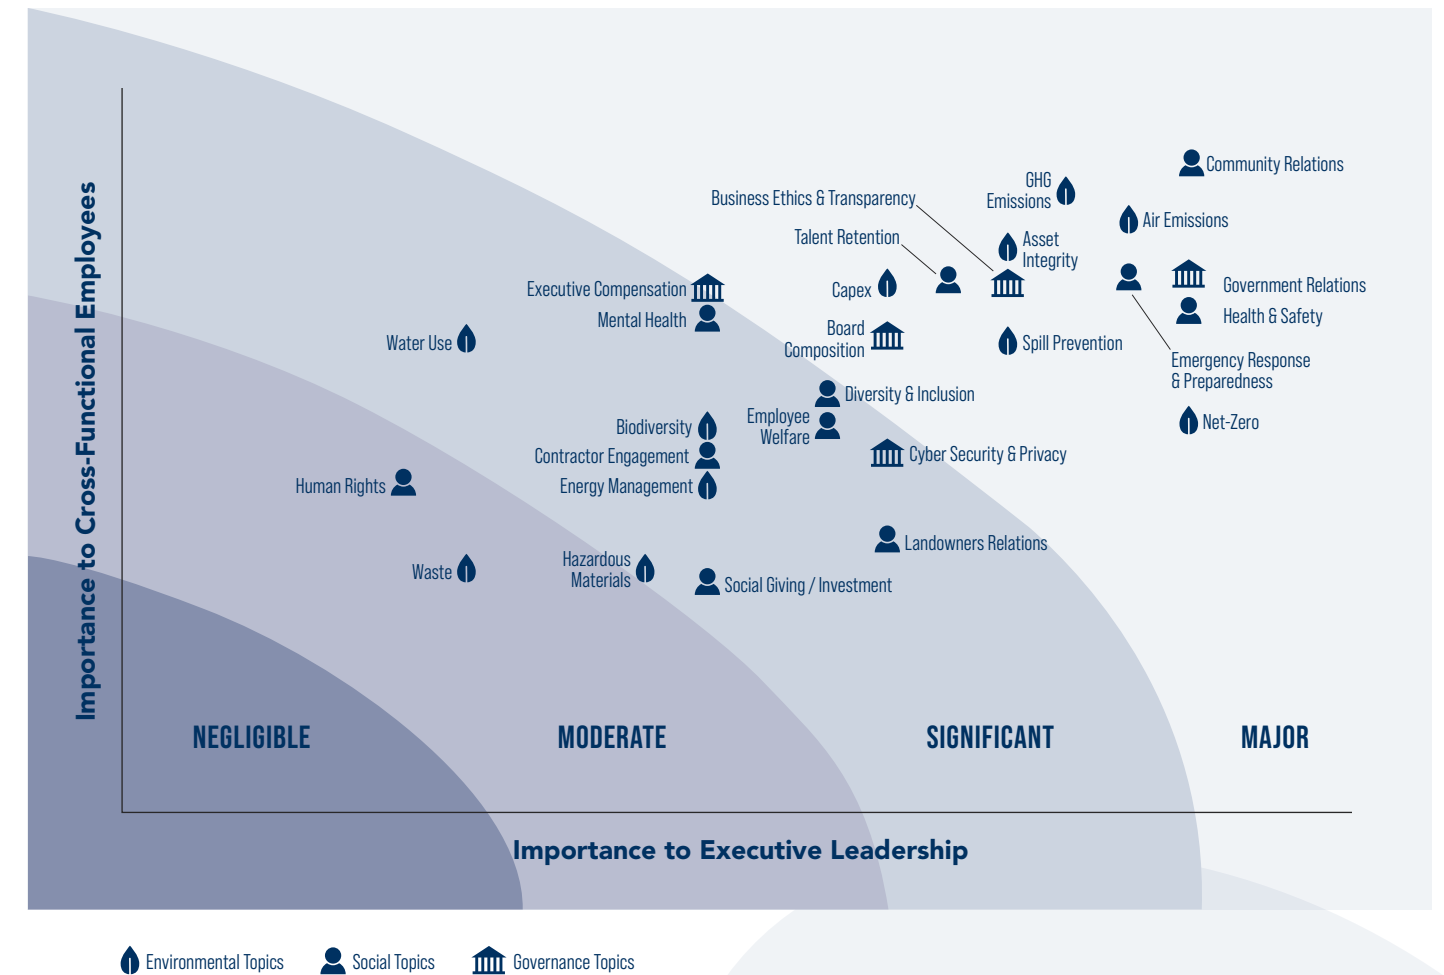 Importance to Cross-Functional Employees
Community Relations
GHG
Emissions
Business Ethics & Transparency
Air Emissions
Talent Retention
Asset
Integrity
Executive Compensation
Capex
Government Relations
Mental Health
Health & Safety
Water Use
Board
Composition
Spill Prevention
Emergency Response
& Preparedness
Diversity & Inclusion
Employee
Welfare
Net-Zero
Biodiversity
Contractor Engagement
Cyber Security & Privacy
Human Rights
Energy Management
Landowners Relations
Waste
Hazardous
Materials
Social Giving / Investment
NEGLIGIBLE
MODERATE
SIGNIFICANT
MAJOR
Importance to Executive Leadership
Environmental Topics
Social Topics
Governance Topics